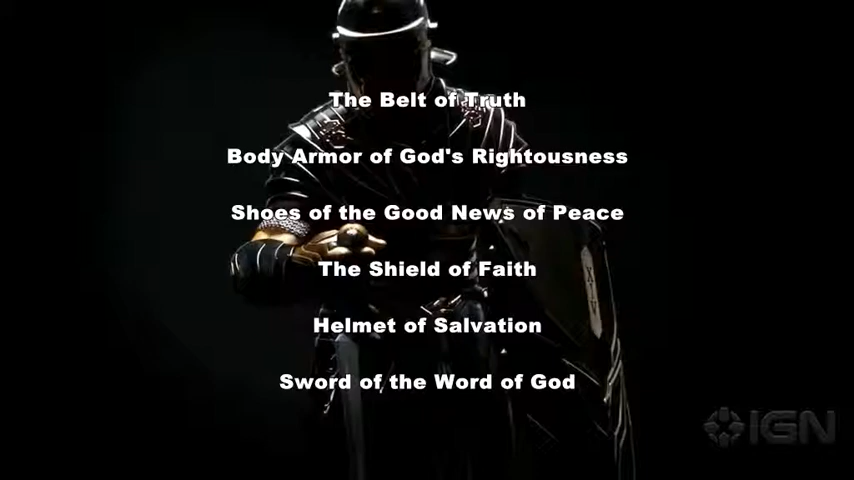 The Belt of Truth
Body Armor of God's Rightousness
Shoes of the Good News of Peace
The Shield of Faith
Helmet of Salvation
Sword of the Word of God
XIV
IGN